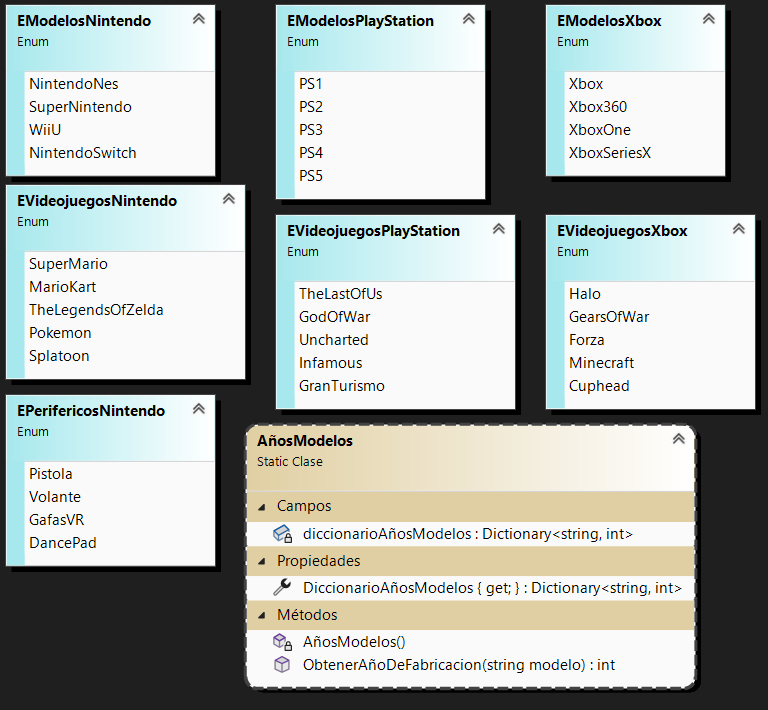 EModelosNintendo
Enum
NintendoNes
SuperNintendo
WiiU
NintendoSwitch
EModelosPlayStation
Enum
PS1
PS2
PS3
PS4
PS5
EModelosXbox
Enum
Xbox
Xbox360
XboxOne
XboxSeriesX
EVideojuegosNintendo
Enum
SuperMario
MarioKart
TheLegendsOfZelda
Pokemon
Splatoon
EVideojuegosPlayStation
Enum
TheLastOfUs
GodOfWar
Uncharted
Infamous
GranTurismo
EVideojuegosXbox
Enum
Halo
GearsOfWar
Forza
Minecraft
Cuphead
EPerifericosNintendo
Enum
Pistola
Volante
GafasVR
DancePad
AñosModelos
Static Clase
Campos
diccionarioAñosModelos : Dictionary<string, int>
Propiedades
DiccionarioAñosModelos { get; } : Dictionary<string, int>
Métodos
AñosModelos()
ObtenerAñoDeFabricacion(string modelo) : int